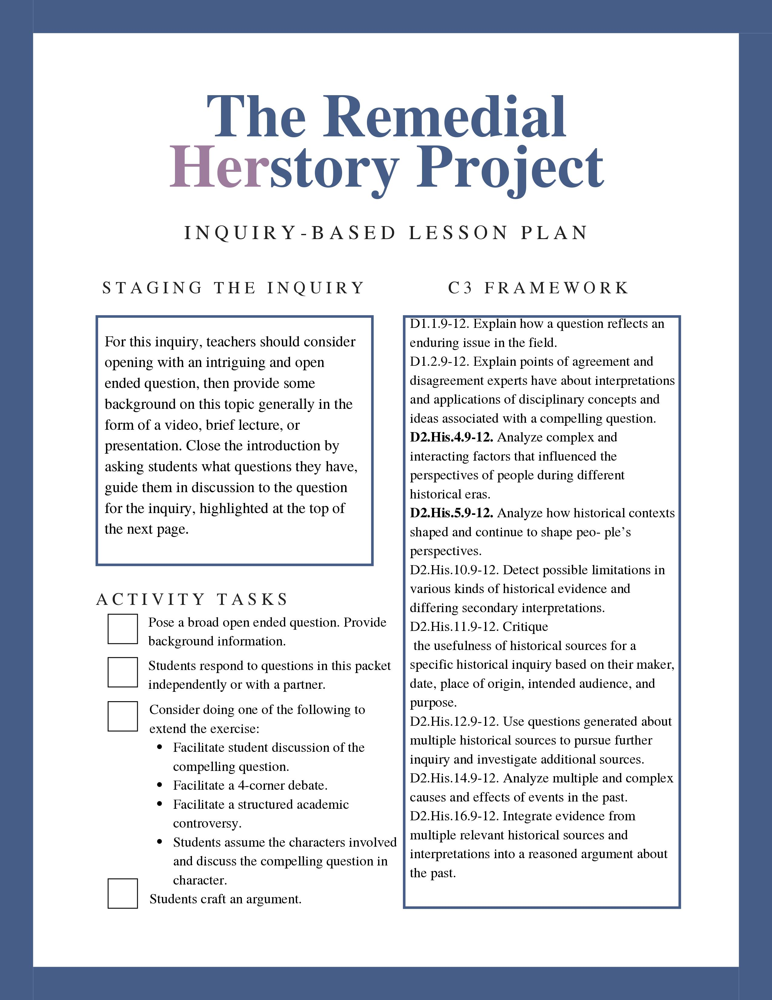 The Remedial
Herstory Project
INQUIRY-BASED LESSON PLAN
STAGING THE INQUIRY
For this inquiry, teachers should consider
opening with an intriguing and open
ended question, then provide some
background on this topic generally in the
form of a video, brief lecture, or
presentation. Close the introduction by
asking students what questions they have,
guide them in discussion to the question
for the inquiry, highlighted at the top of
the next page.
ACTIVITY TASKS
Pose a broad open ended question. Provide
background information.
Students respond to questions in this packet
independently or with a partner.
Consider doing one of the following to
extend the exercise:
• Facilitate student discussion of the
compelling question.
• Facilitate a 4-corner debate.
• Facilitate a structured academic
controversy.
• Students assume the characters involved
and discuss the compelling question in
character.
Students craft an argument.
C3 FRAMEWORK
D1.1.9-12. Explain how a question reflects an
enduring issue in the field.
D1.2.9-12. Explain points of agreement and
disagreement experts have about interpretations
and applications of disciplinary concepts and
ideas associated with a compelling question.
D2.His.4.9-12. Analyze complex and
interacting factors that influenced the
perspectives of people during different
historical eras.
D2.His.5.9-12. Analyze how historical contexts
shaped and continue to shape peo- ple’s
perspectives.
D2.His.10.9-12. Detect possible limitations in
various kinds of historical evidence and
differing secondary interpretations.
D2.His.11.9-12. Critique
the usefulness of historical sources for a
specific historical inquiry based on their maker,
date, place of origin, intended audience, and
purpose.
D2.His.12.9-12. Use questions generated about
multiple historical sources to pursue further
inquiry and investigate additional sources.
D2.His.14.9-12. Analyze multiple and complex
causes and effects of events in the past.
D2.His.16.9-12. Integrate evidence from
multiple relevant historical sources and
interpretations into a reasoned argument about
the past.